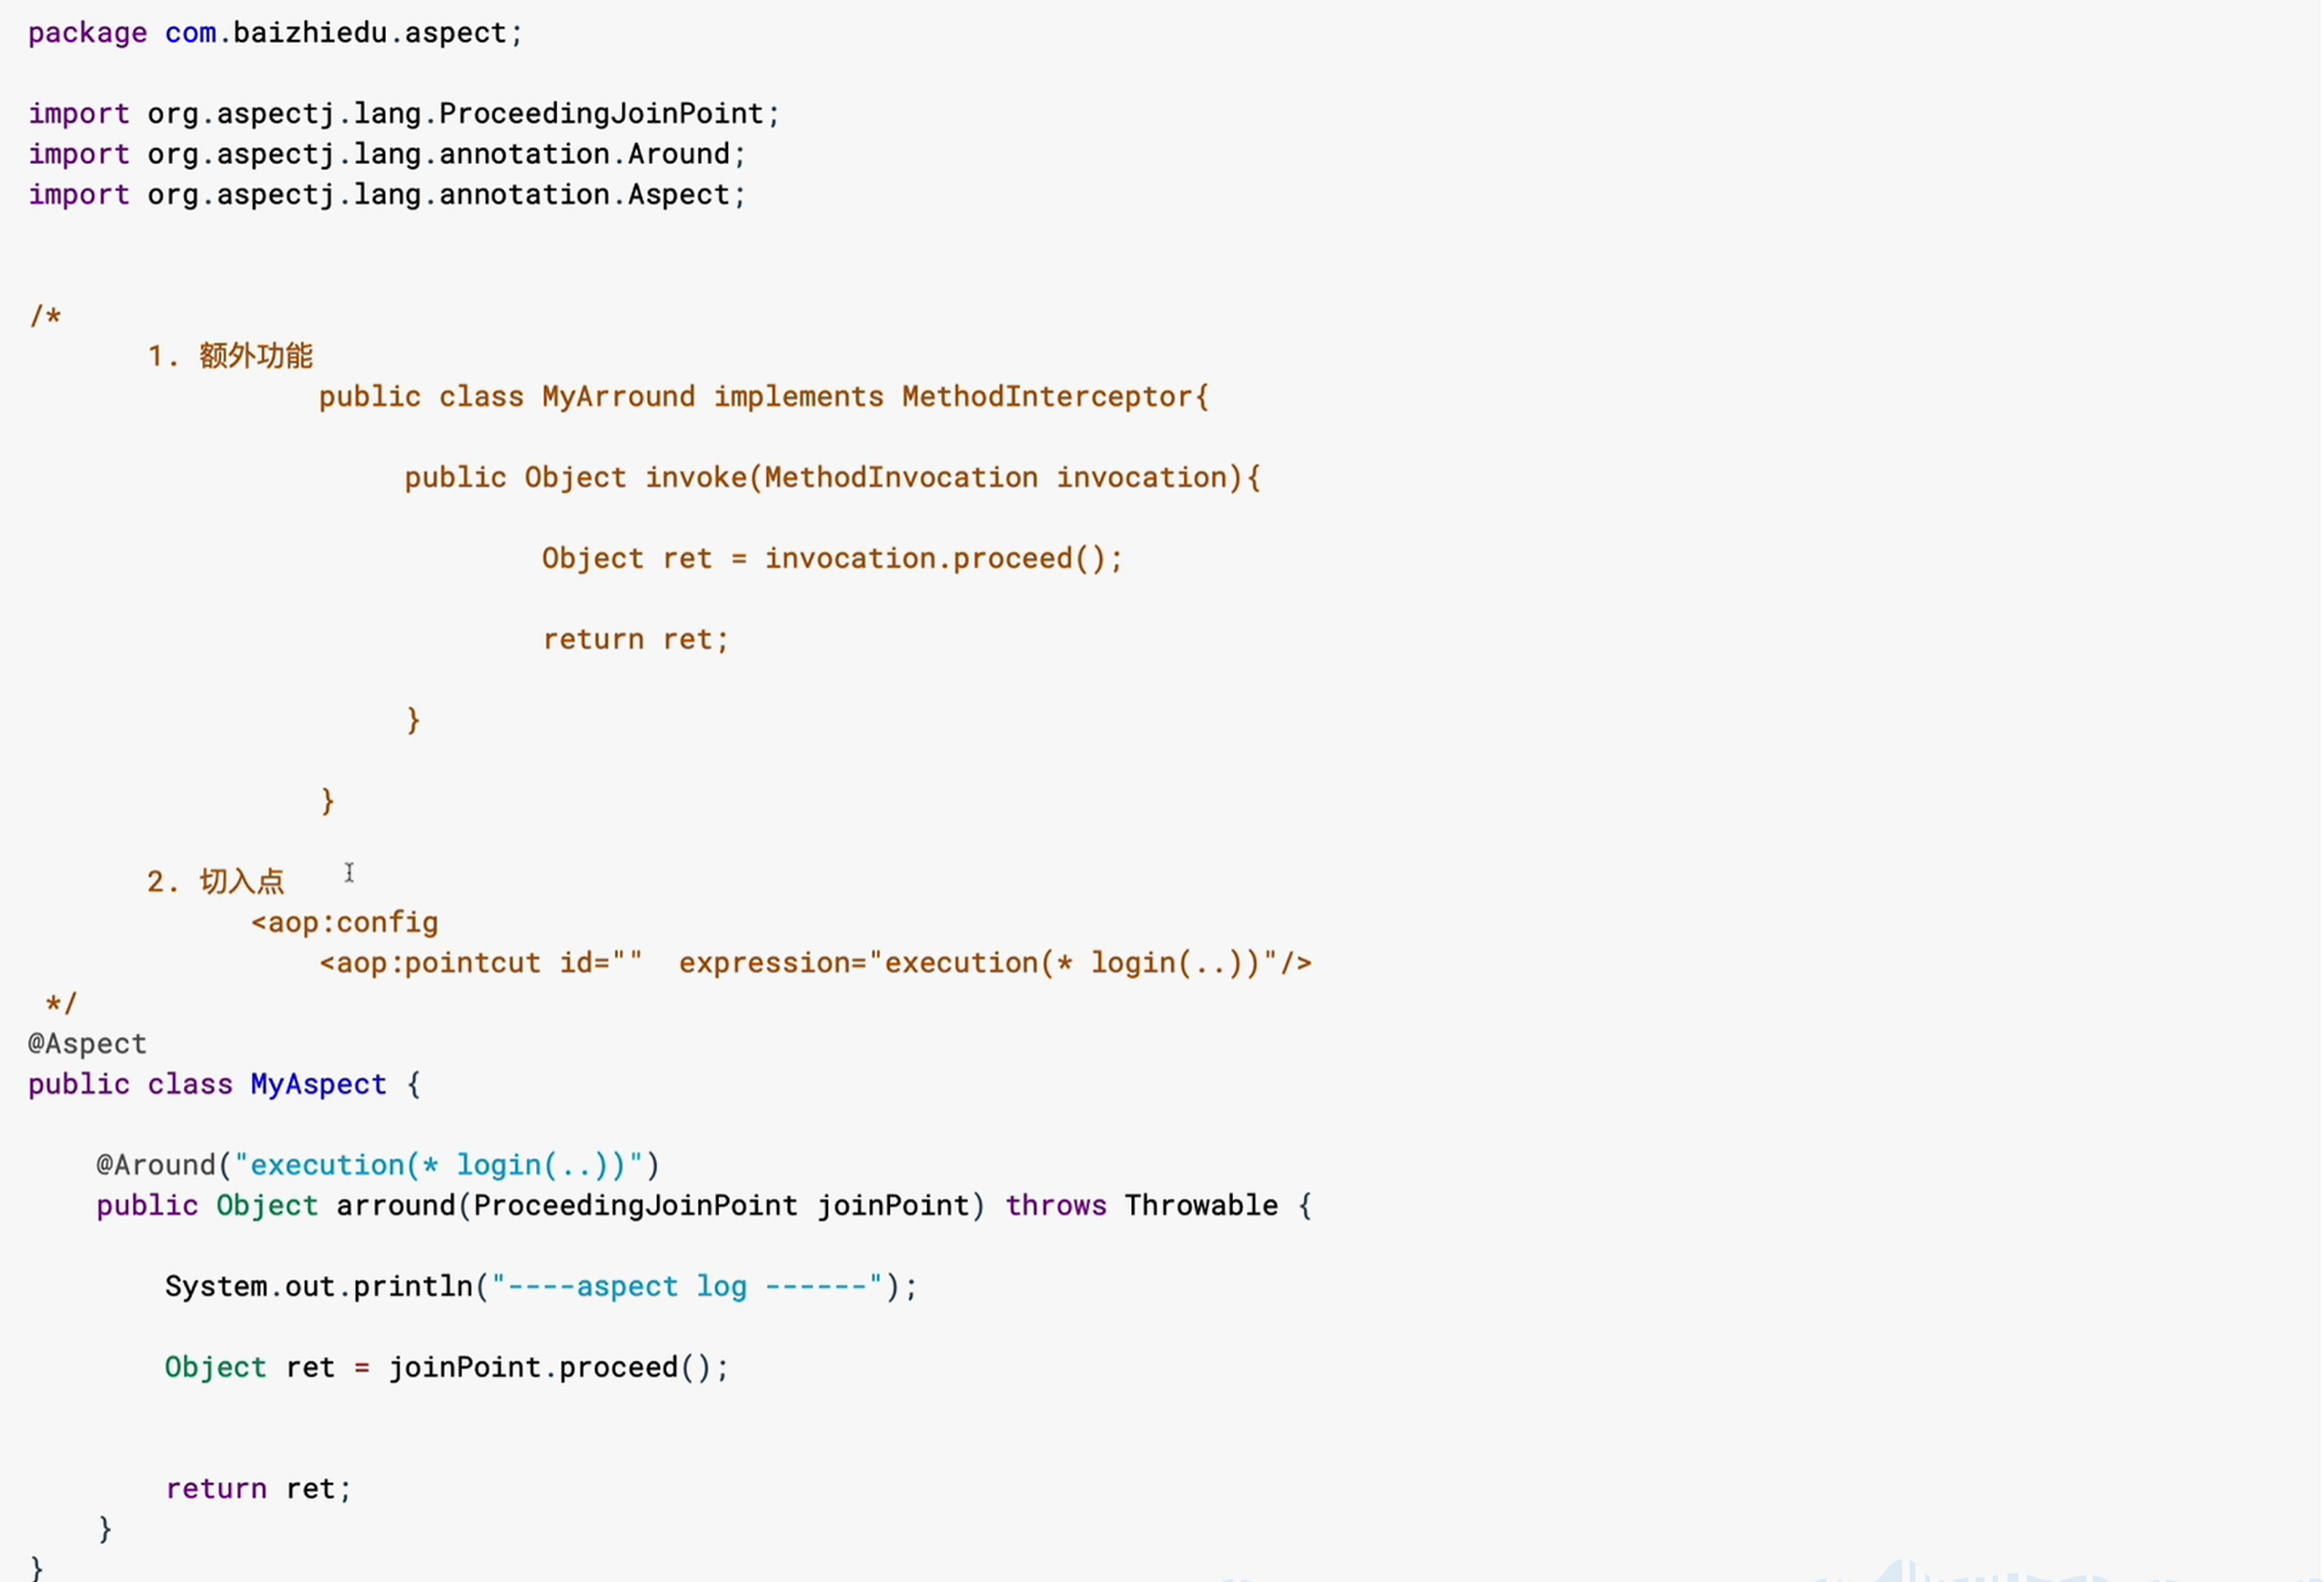 package com.baizhiedu.aspect;
import org.aspectj.lang.ProceedingJoinPoint;
import org.aspectj.lang.annotation.Around;
import org.aspectj.lang.annotation.Aspect;
/*
1. 额外功能
public class MyArround implements MethodInterceptor{
public Object invoke(MethodInvocation invocation){
Object ret = invocation.proceed();
return ret;
}
}
2. 切入点
<aop:config
<aop:pointcut id=""  expression="execution(* login(..))"/>
*/
@Aspect
public class MyAspect {
@Around("execution(* login(..))")
public Object arround(ProceedingJoinPoint joinPoint) throws Throwable {
System.out.println("----aspect log ------");
Object ret = joinPoint.proceed();
return ret;
}
}